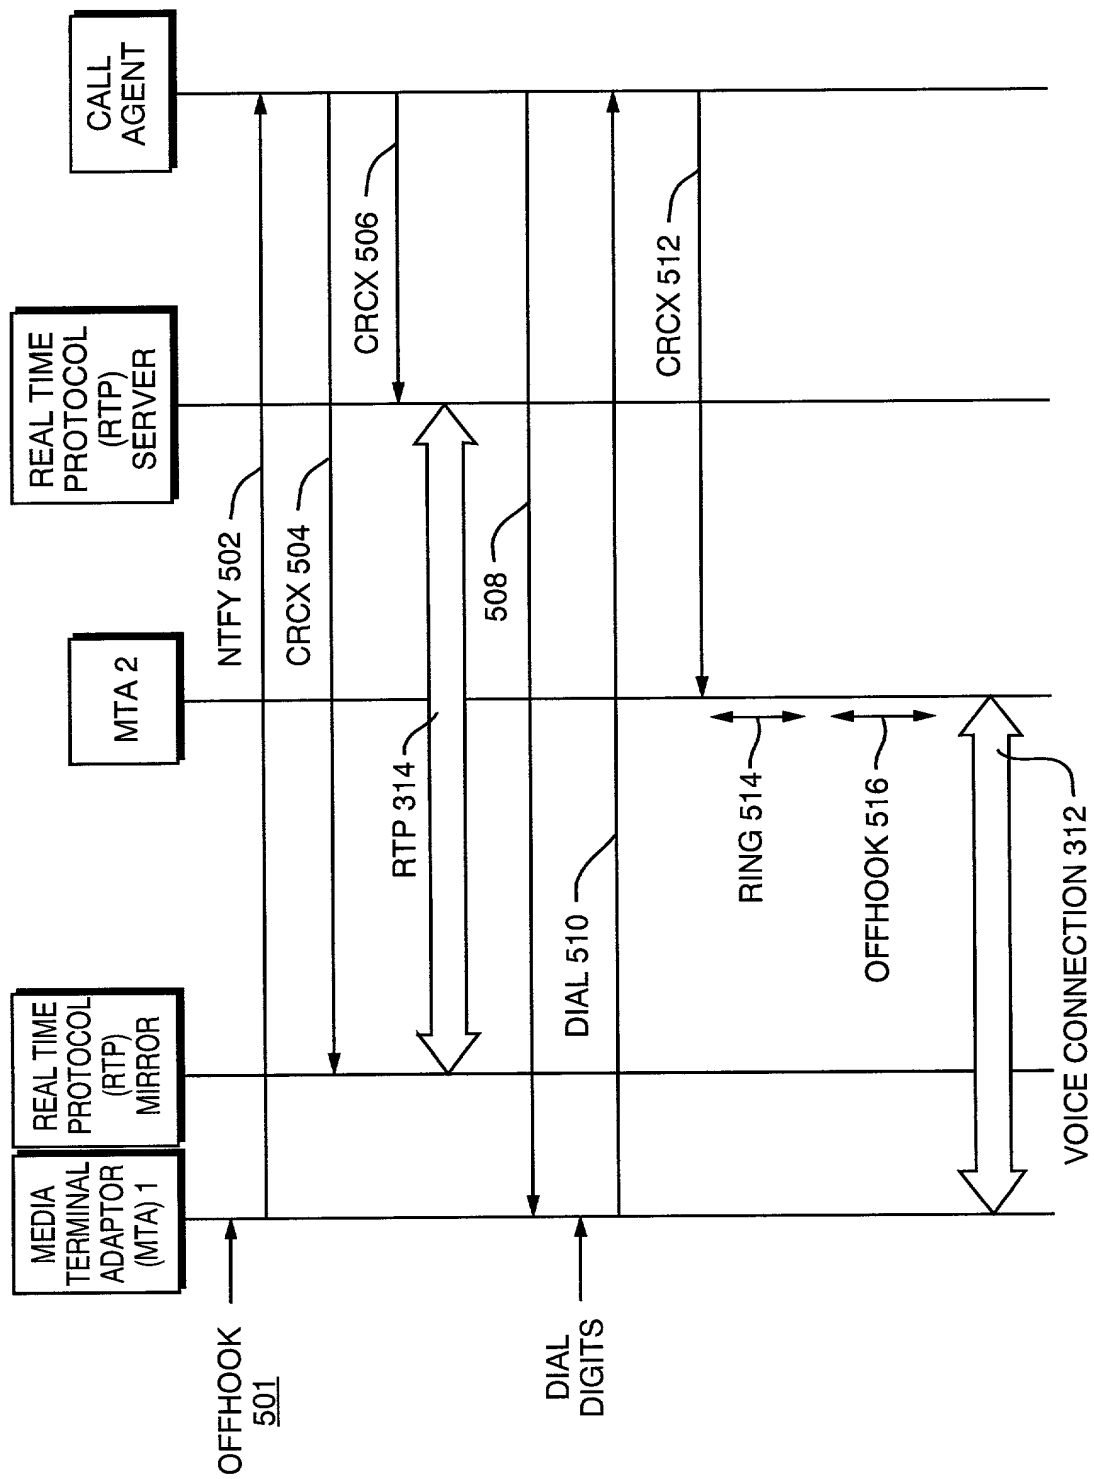 MEDIA
TERMINAL
ADAPTOR
(MTA) 1
REAL TIME
PROTOCOL
(RTP)
MIRROR
MTA 2
REAL TIME
PROTOCOL
(RTP)
SERVER
CALL
AGENT
OFFHOOK
501
NTFY 502
CRCX 504
CRCX 506
RTP 314
508
DIAL
DIGITS
DIAL 510
CRCX 512
RING 514
OFFHOOK 516
VOICE CONNECTION 312